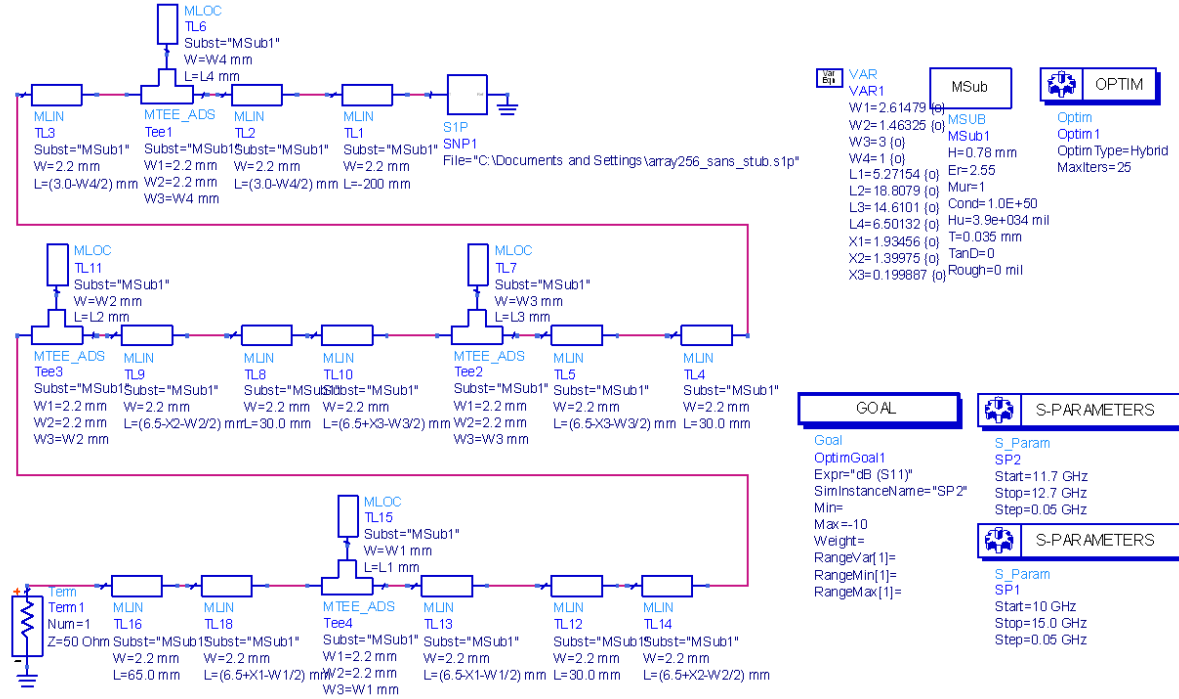 MLOC
TL6
Subst="MSub1"
W=W4 mm
L=L4 mm
MLIN
TL3
Subst="MSub1"
W=2.2 mm
L=(3.0-W4/2) mm
MTEE_ADS
Tee1
Subst="MSub1"
W1=2.2 mm
W2=2.2 mm
W3=W4 mm
MLIN
TL2
Subst="MSub1"
W=2.2 mm
L=(3.0-W4/2) mm
MLIN
TL1
Subst="MSub1"
W=2.2 mm
L=-200 mm
S1P
SNP1
File="C:\Documents and Settings\array256_sans_stub.s1p"
Var
Eqn
VAR
VAR1
W1=2.61479 {o}
W2=1.46325 {o}
W3=3 {o}
W4=1 {o}
L1=5.27154 {o}
L2=18.8079 {o}
L3=14.6101 {o}
L4=6.50132 {o}
X1=1.93456 {o}
X2=1.39975 {o}
X3=0.199887 {o}
MSub
MSUB
MSub1
H=0.78 mm
Er=2.55
Mur=1
Cond=1.0E+50
Hu=3.9e+034 mil
T=0.035 mm
TanD=0
Rough=0 mil
OPTIM
Optim
Optim1
OptimType=Hybrid
MaxIters=25
MLOC
TL11
Subst="MSub1"
W=W2 mm
L=L2 mm
MTEE_ADS
Tee3
Subst="MSub1"
W1=2.2 mm
W2=2.2 mm
W3=W2 mm
MLIN
TL9
Subst="MSub1"
W=2.2 mm
L=(6.5-X2-W2/2) mm
MLIN
TL8
Subst="MSub1"
W=2.2 mm
L=30.0 mm
MLIN
TL10
Subst="MSub1"
W=2.2 mm
L=(6.5+X3-W3/2) mm
MLOC
TL7
Subst="MSub1"
W=W3 mm
L=L3 mm
MTEE_ADS
Tee2
Subst="MSub1"
W1=2.2 mm
W2=2.2 mm
W3=W3 mm
MLIN
TL5
Subst="MSub1"
W=2.2 mm
L=(6.5-X3-W3/2) mm
MLIN
TL4
Subst="MSub1"
W=2.2 mm
L=30.0 mm
GOAL
Goal
OptimGoal1
Expr="dB (S11)"
SimInstanceName="SP2"
Min=
Max=-10
Weight=
RangeVar[1]=
RangeMin[1]=
RangeMax[1]=
S-PARAMETERS
S_Param
SP2
Start=11.7 GHz
Stop=12.7 GHz
Step=0.05 GHz
S-PARAMETERS
S_Param
SP1
Start=10 GHz
Stop=15.0 GHz
Step=0.05 GHz
+
-
Term
Term1
Num=1
Z=50 Ohm
MLIN
TL16
Subst="MSub1"
W=2.2 mm
L=65.0 mm
MLIN
TL18
Subst="MSub1"
W=2.2 mm
L=(6.5+X1-W1/2) mm
MLOC
TL15
Subst="MSub1"
W=W1 mm
L=L1 mm
MTEE_ADS
Tee4
Subst="MSub1"
W1=2.2 mm
W2=2.2 mm
W3=W1 mm
MLIN
TL13
Subst="MSub1"
W=2.2 mm
L=(6.5-X1-W1/2) mm
MLIN
TL12
Subst="MSub1"
W=2.2 mm
L=30.0 mm
MLIN
TL14
Subst="MSub1"
W=2.2 mm
L=(6.5+X2-W2/2) mm